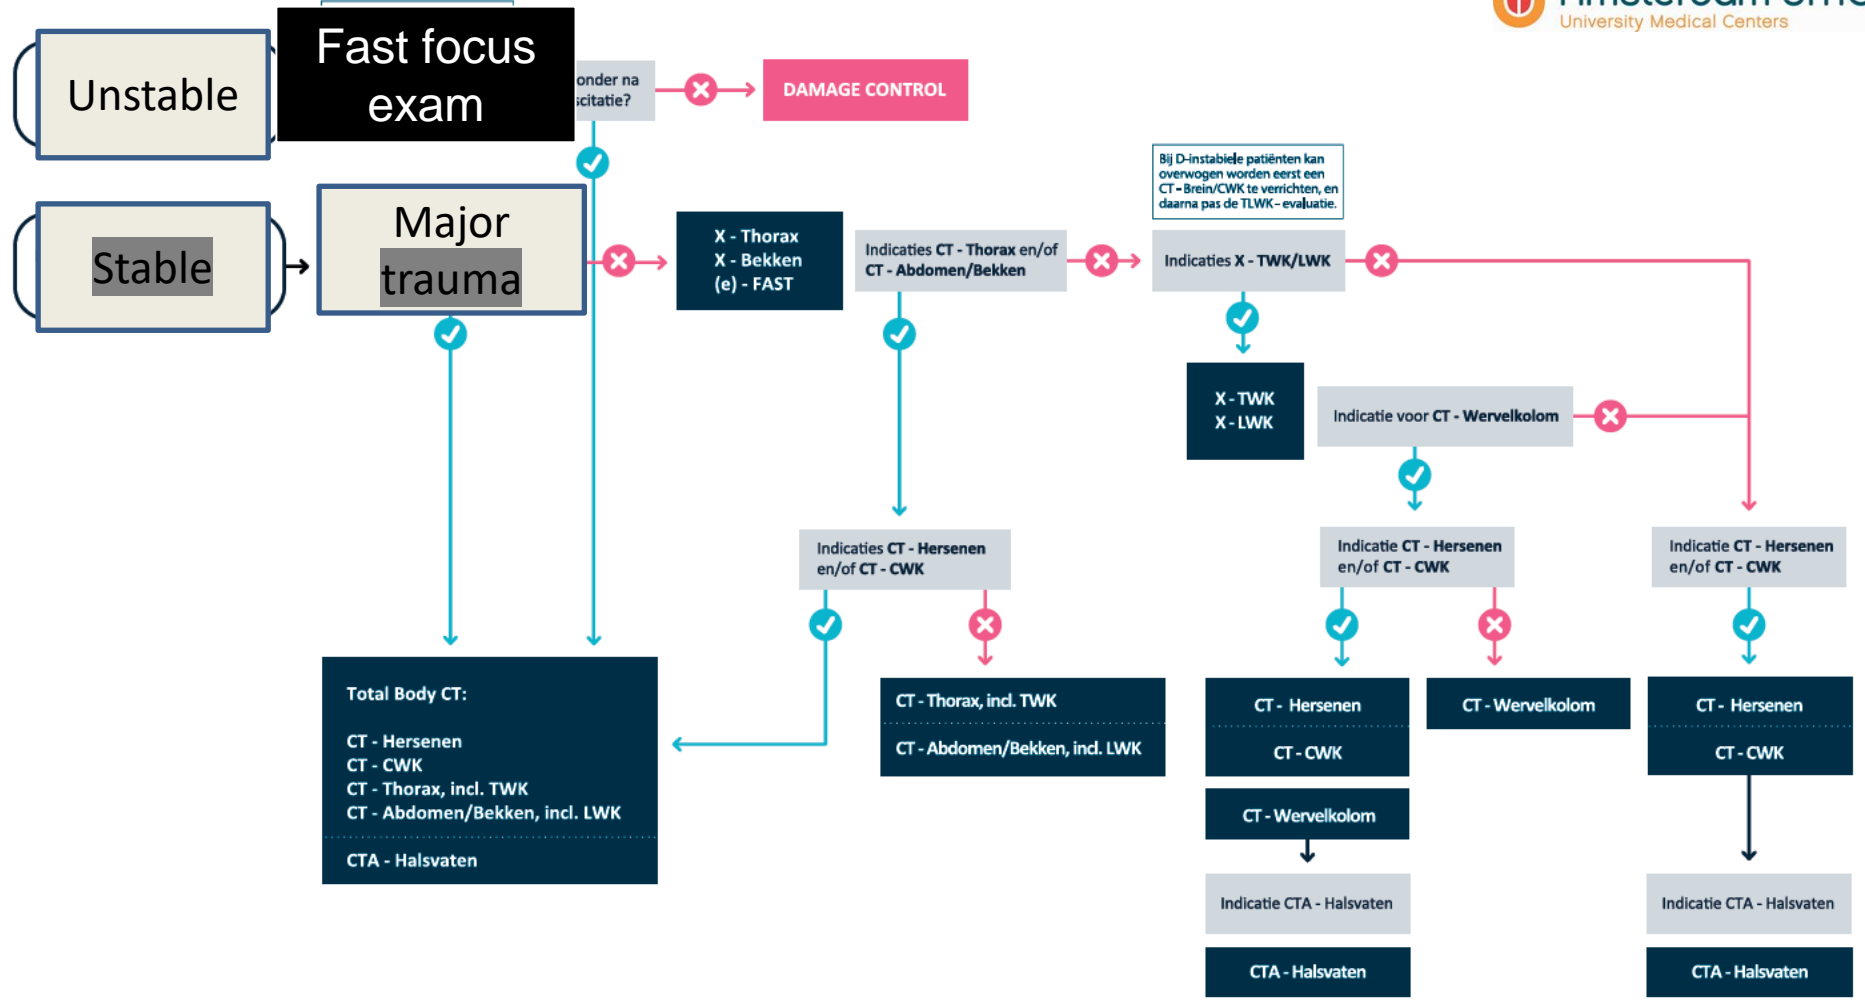 University Medical Centers
Unstable
Fast focus
exam
onder na
scitatie?
DAMAGE CONTROL
Bij D-instabiele patiënten kan
overwogen worden eerst een
CT - Brein/CWK te verrichten, en
daarna pas de TLWK - evaluatie.
Stable
Major
trauma
X - Thorax
X - Bekken
(e) - FAST
Indicaties CT - Thorax en/of
CT - Abdomen/Bekken
Indicaties X - TWK/LWK
X - TWK
X - LWK
Indicatie voor CT - Wervelkolom
Indicaties CT - Hersenen
en/of CT - CWK
Indicatie CT - Hersenen
en/of CT - CWK
Indicatie CT - Hersenen
en/of CT - CWK
Total Body CT:
CT - Hersenen
CT - CWK
CT - Thorax, incl. TWK
CT - Abdomen/Bekken, incl. LWK
CTA - Halsvaten
CT - Thorax, incl. TWK
CT - Abdomen/Bekken, incl. LWK
CT - Hersenen
CT - CWK
CT - Wervelkolom
Indicatie CTA - Halsvaten
CTA - Halsvaten
CT - Wervelkolom
CT - Hersenen
CT - CWK
Indicatie CTA - Halsvaten
CTA - Halsvaten